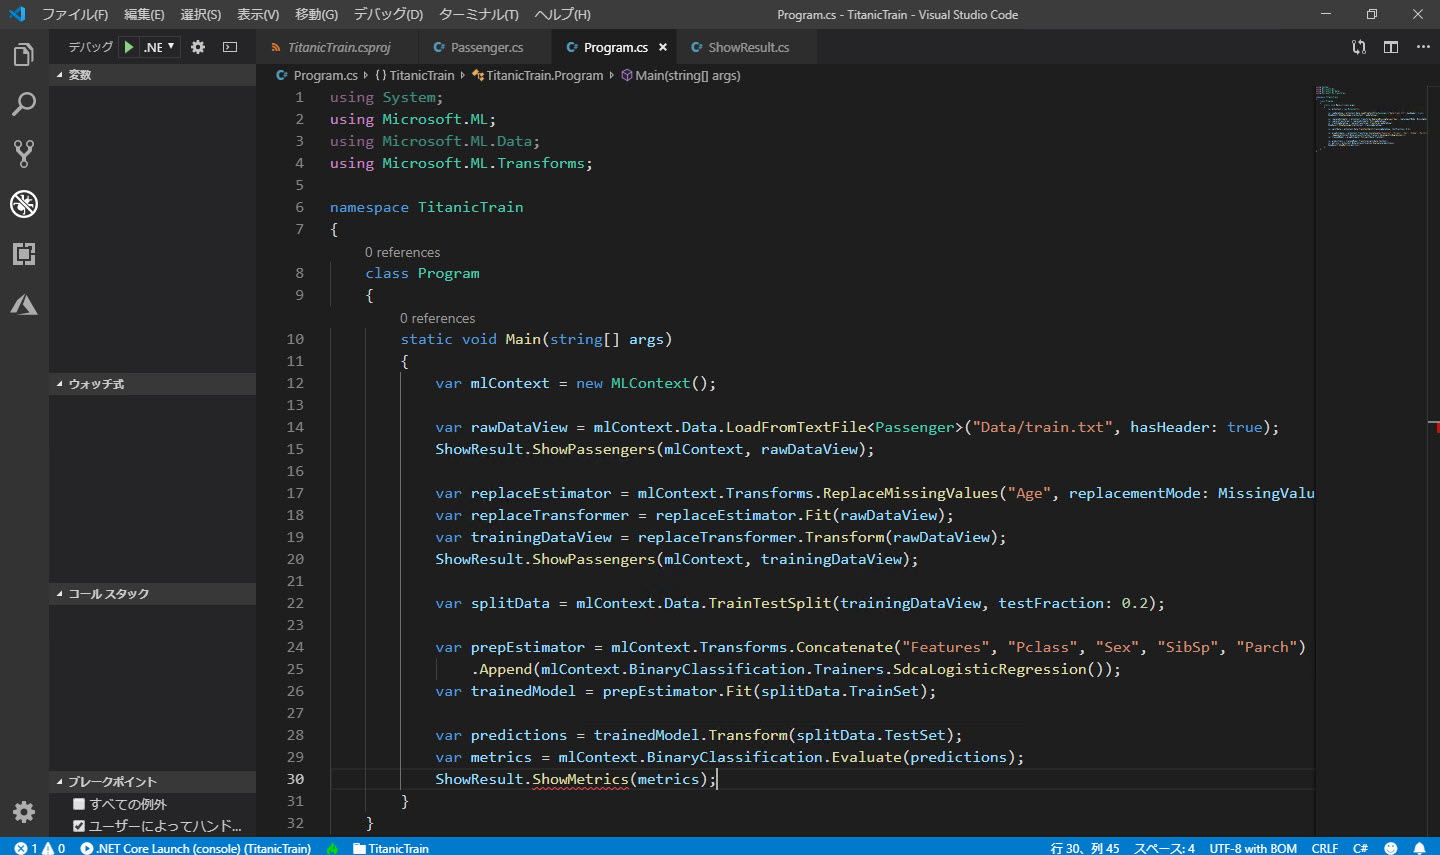 ファイル(F) 編集(E) 選択(S) 表示(V) 移動(G) デバッグ(D) ターミナル(T) ヘルプ(H) Program.cs - TitanicTrain - Visual Studio Code
デバッグ .NE TitanicTrain.csproj Passenger.cs Program.cs ShowResult.cs
変数
Program.cs {} TitanicTrain TitanicTrain.Program Main(string[] args)
1 using System;
2 using Microsoft.ML;
3 using Microsoft.ML.Data;
4 using Microsoft.ML.Transforms;
5
6 namespace TitanicTrain
7 {
0 references
8 class Program
9 {
0 references
10 static void Main(string[] args)
11 {
12 var mlContext = new MLContext();
13
14 var rawDataView = mlContext.Data.LoadFromTextFile<Passenger>("Data/train.txt", hasHeader: true);
15 ShowResult.ShowPassengers(mlContext, rawDataView);
16
17 var replaceEstimator = mlContext.Transforms.ReplaceMissingValues("Age", replacementMode: MissingValu
18 var replaceTransformer = replaceEstimator.Fit(rawDataView);
19 var trainingDataView = replaceTransformer.Transform(rawDataView);
20 ShowResult.ShowPassengers(mlContext, trainingDataView);
21
22 var splitData = mlContext.Data.TrainTestSplit(trainingDataView, testFraction: 0.2);
23
24 var prepEstimator = mlContext.Transforms.Concatenate("Features", "Pclass", "Sex", "SibSp", "Parch")
25 .Append(mlContext.BinaryClassification.Trainers.SdcaLogisticRegression());
26 var trainedModel = prepEstimator.Fit(splitData.TrainSet);
27
28 var predictions = trainedModel.Transform(splitData.TestSet);
29 var metrics = mlContext.BinaryClassification.Evaluate(predictions);
30 ShowResult.ShowMetrics(metrics);
31 }
32 }
ウォッチ式
コール スタック
ブレークポイント
すべての例外
ユーザーによってハンド...
1 0 .NET Core Launch (console) (TitanicTrain) TitanicTrain 行 30、列 45 スペース: 4 UTF-8 with BOM CRLF C#